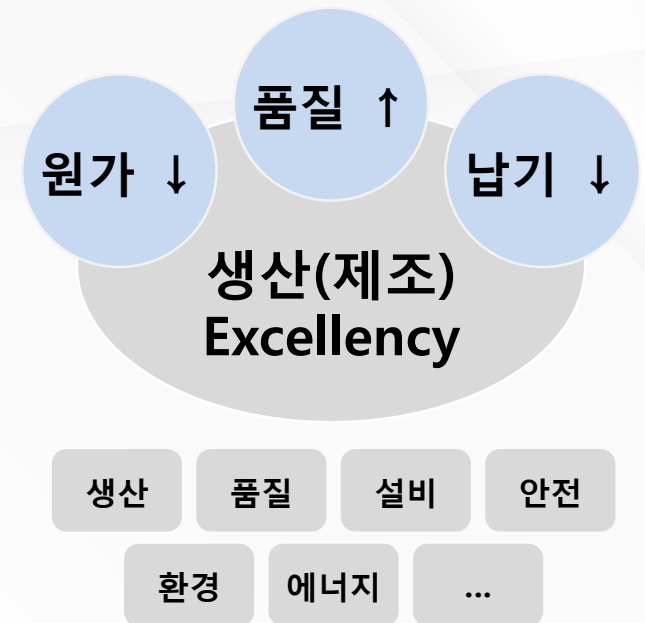 품질 ↑
원가 ↓
납기 ↓
생산(제조)
Excellency
생산
품질
설비
안전
환경
에너지
...